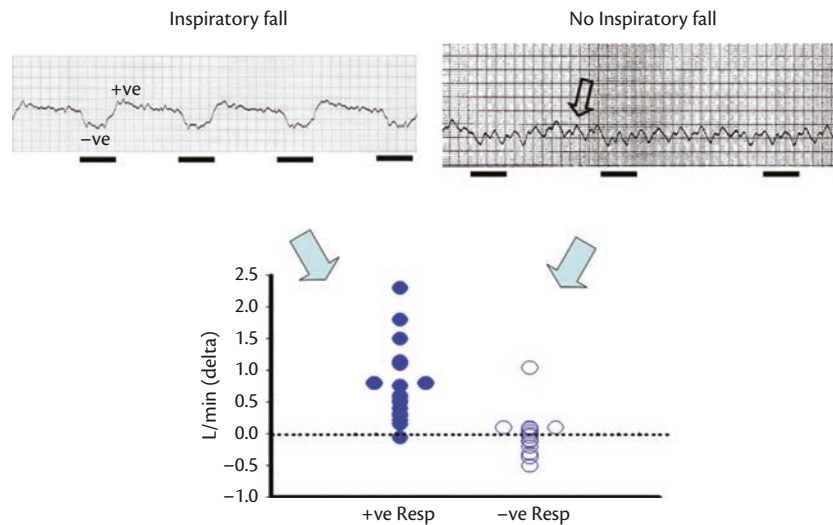 Inspiratory fall
No Inspiratory fall
+ve
−ve
L/min (delta)
2.5
2.0
1.5
1.0
0.5
0.0
−0.5
−1.0
+ve Resp
−ve Resp